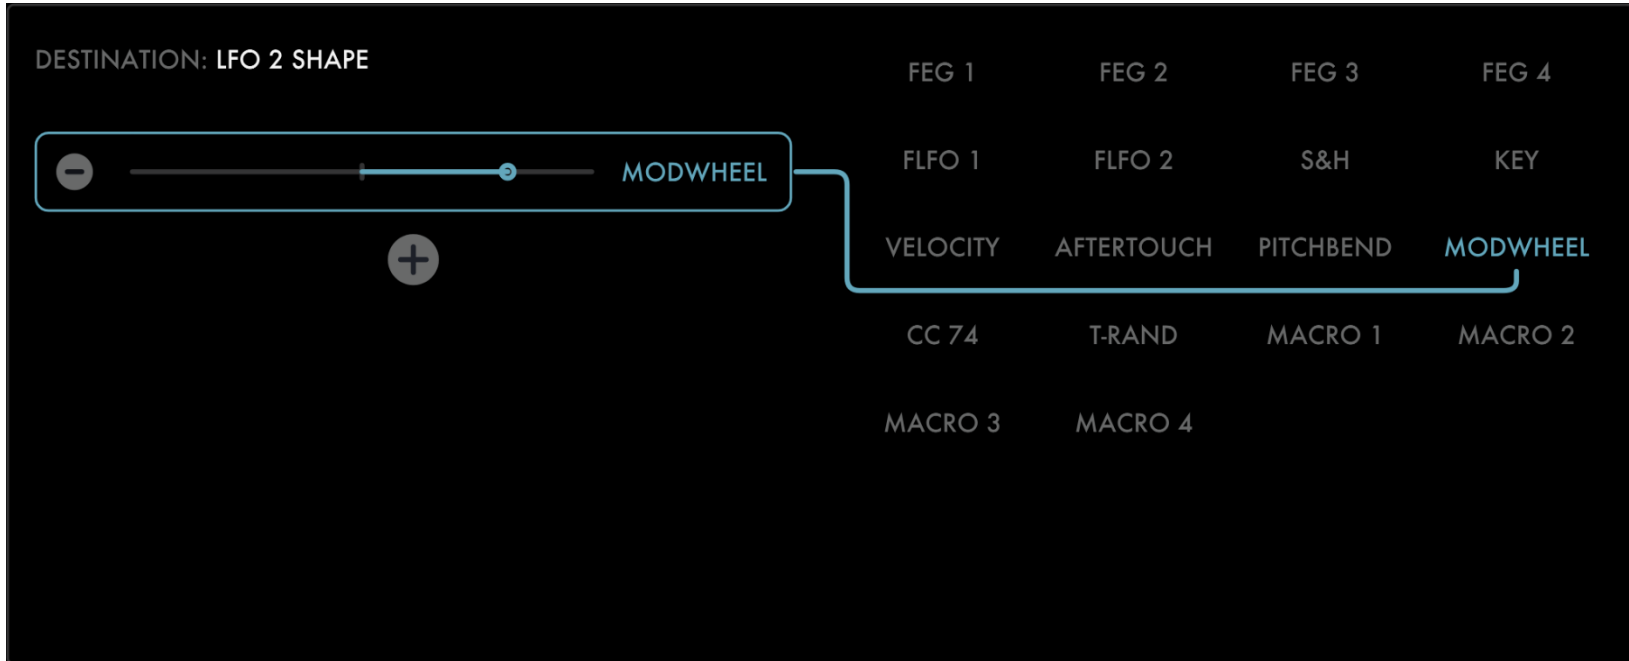 DESTINATION: LFO 2 SHAPE
MODWHEEL
FEG 1 FEG 2 FEG 3 FEG 4
FLFO 1 FLFO 2 S&H KEY
VELOCITY AFTERTOUCH PITCHBEND MODWHEEL
CC 74 T-RAND MACRO 1 MACRO 2
MACRO 3 MACRO 4